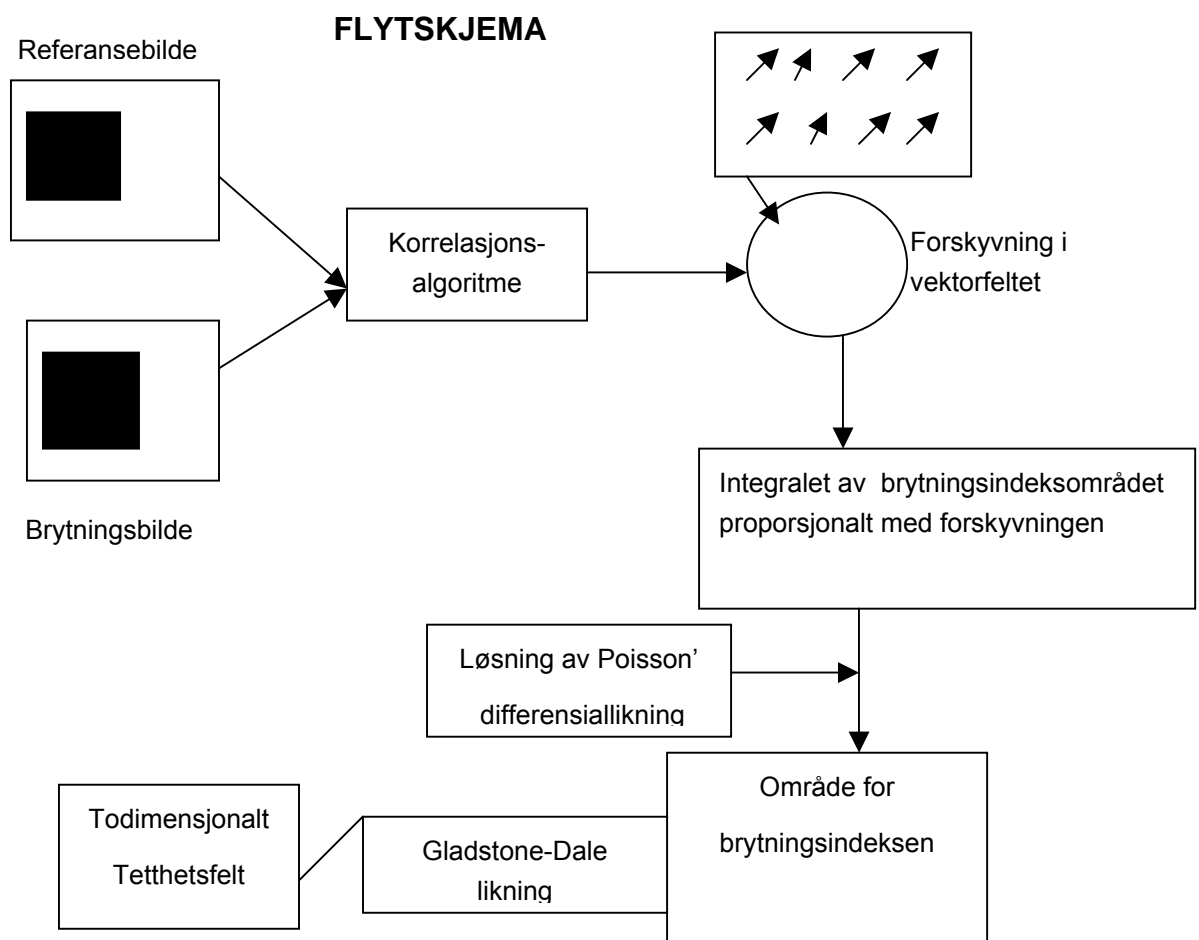 FLYTSKJEMA
Referansebilde
Korrelasjons-
algoritme
Forskyvning i
vektorfeltet
Brytningsbilde
Integralet av brytningsindeksområdet
proporsjonalt med forskyvningen
Løsning av Poisson’
differensiallikning
Område for
brytningsindeksen
Gladstone-Dale
likning
Todimensjonalt
Tetthetsfelt